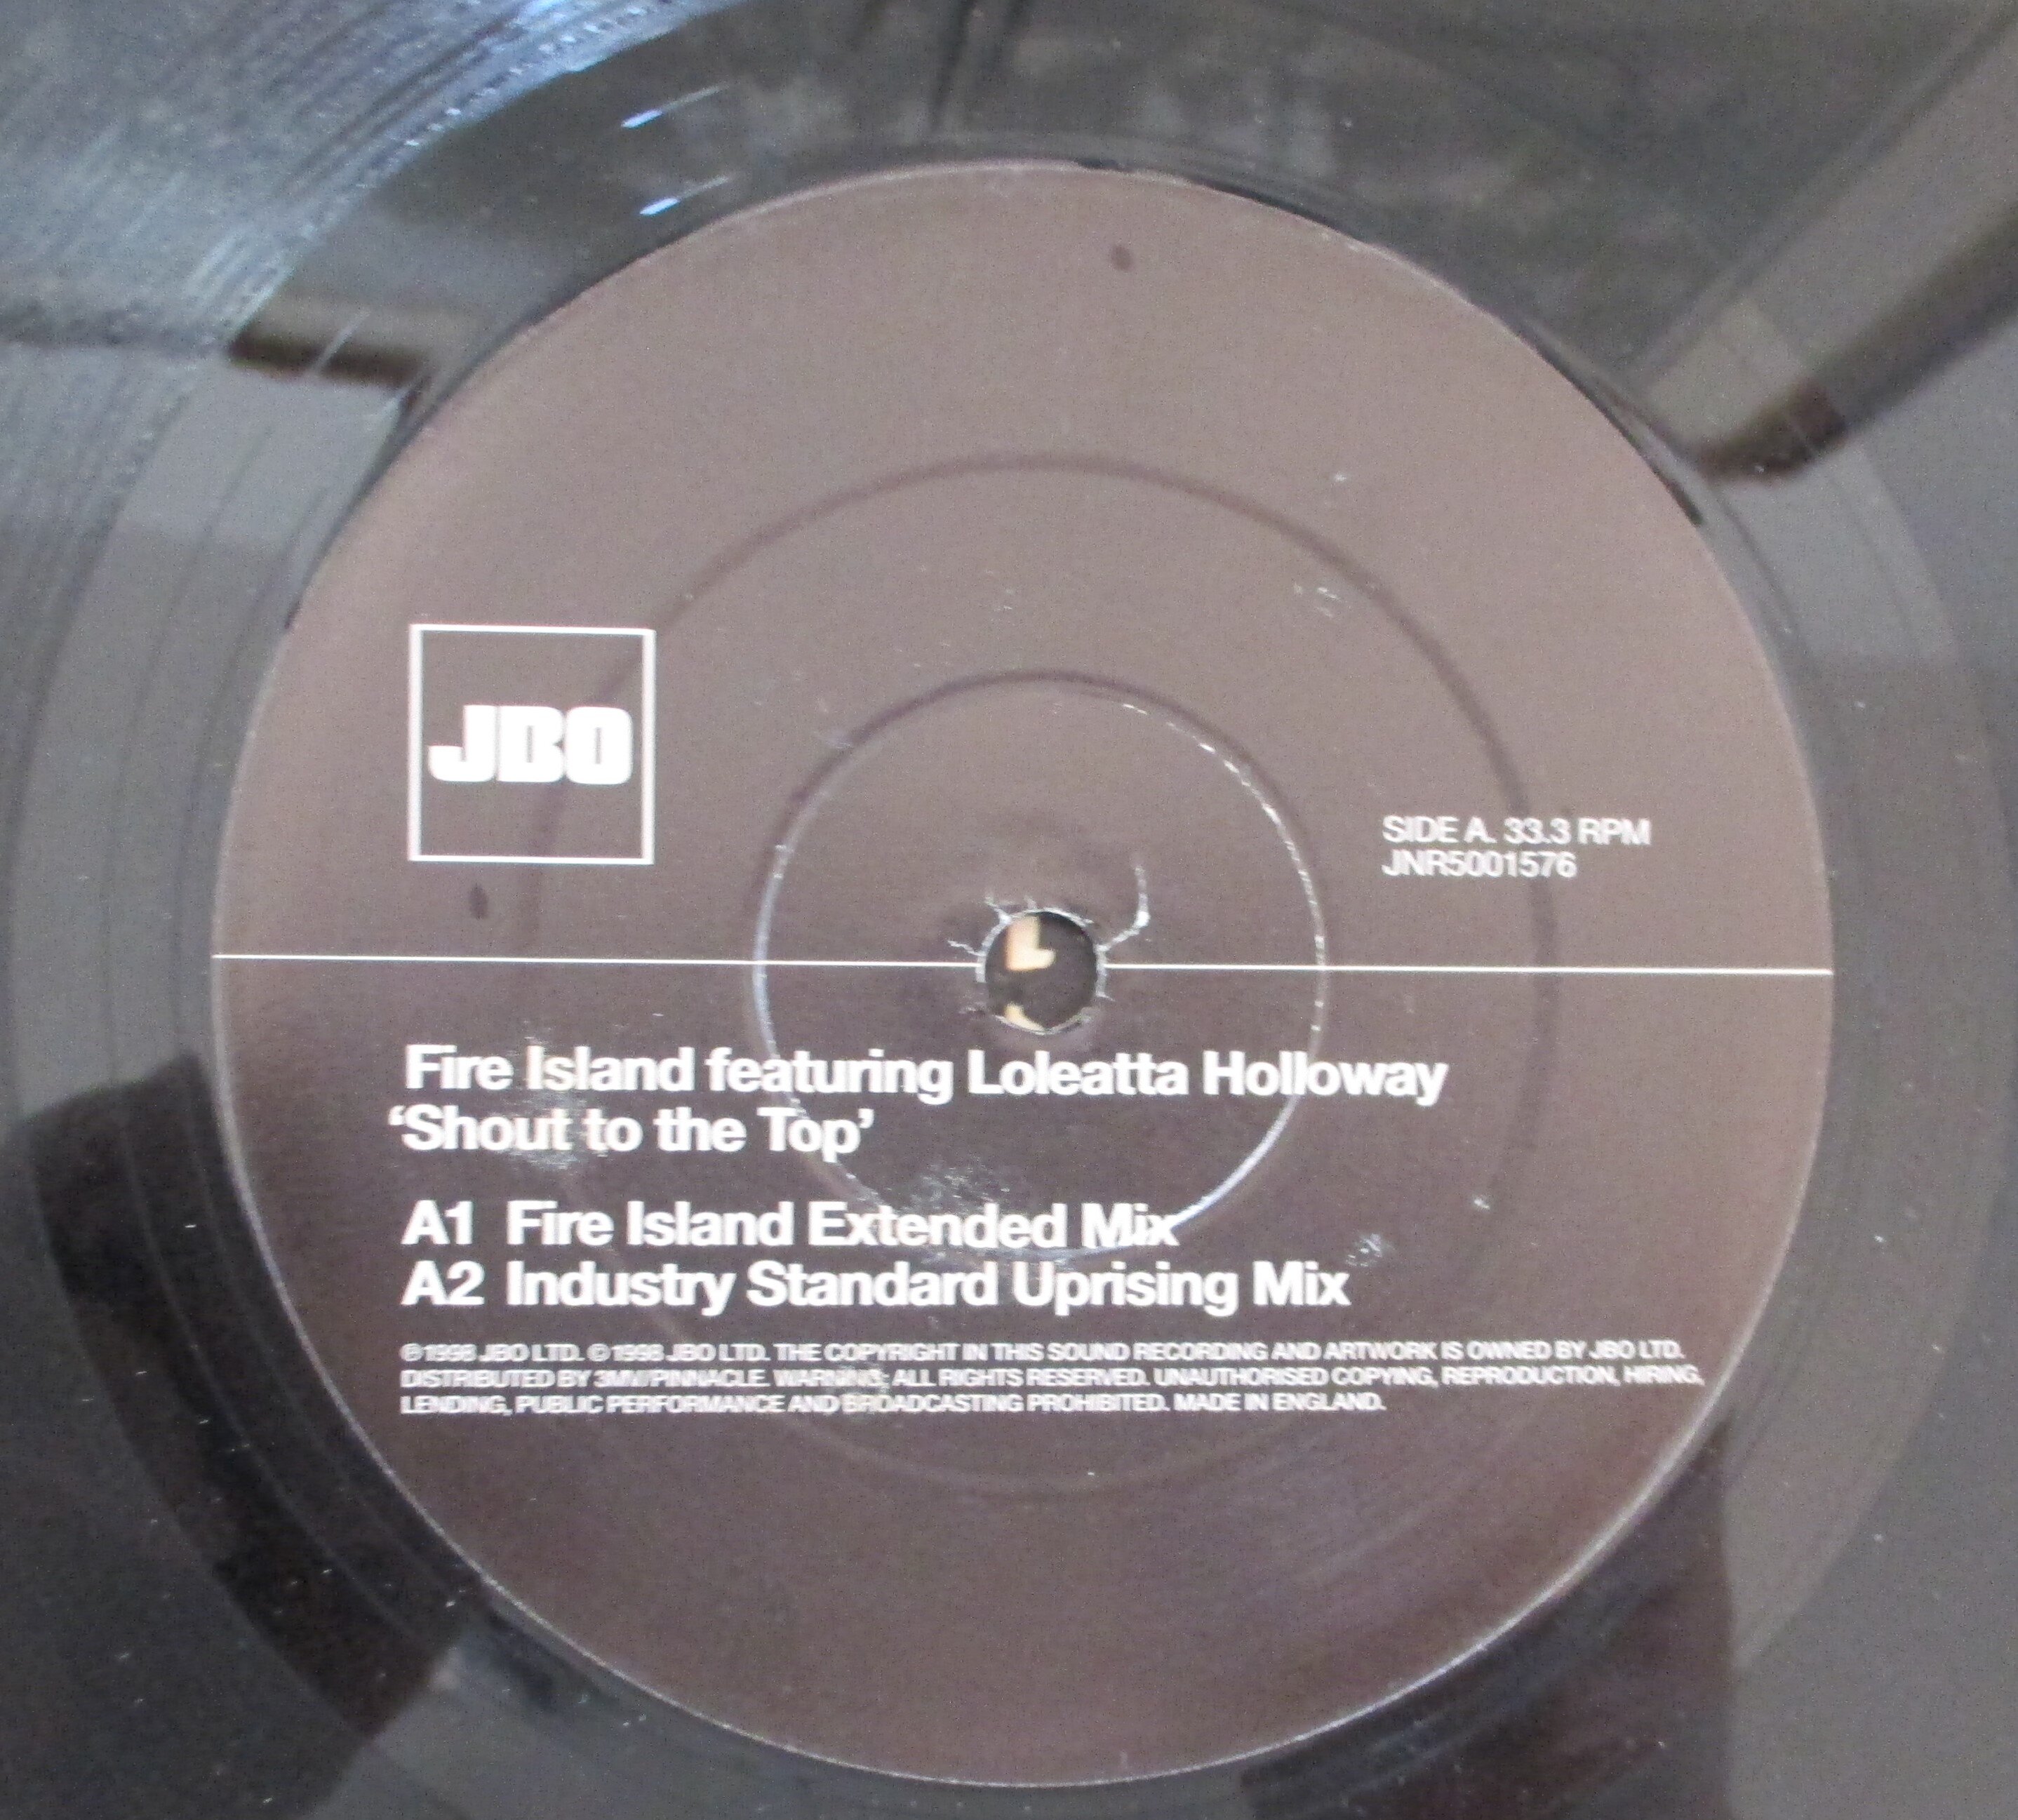 JBO
SIDE A. 33.3 RPM
JNR5001576
Fire Island featuring Loleatta Holloway
‘Shout to the Top’
A1 Fire Island Extended Mix
A2 Industry Standard Uprising Mix
℗1998 JBO LTD. ©1998 JBO LTD. THE COPYRIGHT IN THIS SOUND RECORDING AND ARTWORK IS OWNED BY JBO LTD.
DISTRIBUTED BY 3MV/PINNACLE. WARNING: ALL RIGHTS RESERVED. UNAUTHORISED COPYING, REPRODUCTION, HIRING,
LENDING, PUBLIC PERFORMANCE AND BROADCASTING PROHIBITED. MADE IN ENGLAND.